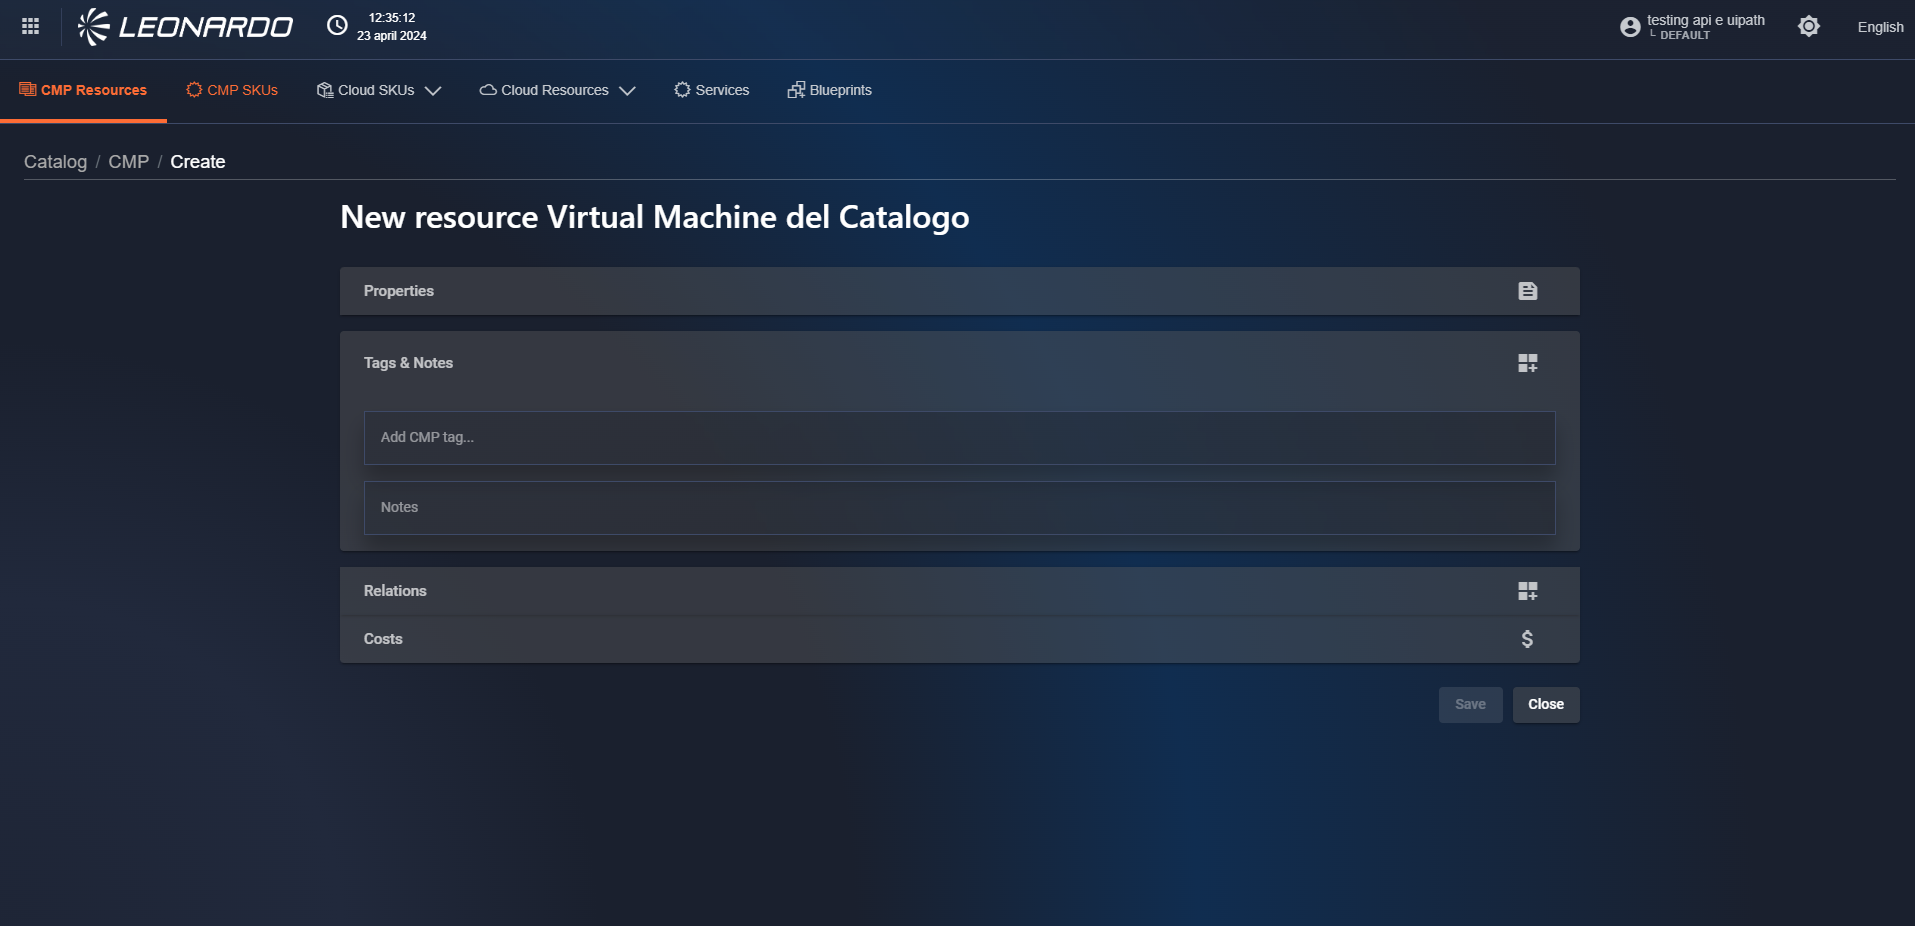 LEONARDO
12:35:12
23 april 2024
testing api e uipath
└ DEFAULT
English
CMP Resources
CMP SKUs
Cloud SKUs
Cloud Resources
Services
Blueprints
Catalog / CMP / Create
New resource Virtual Machine del Catalogo
Properties
Tags & Notes
Add CMP tag...
Notes
Relations
Costs
$
Save
Close